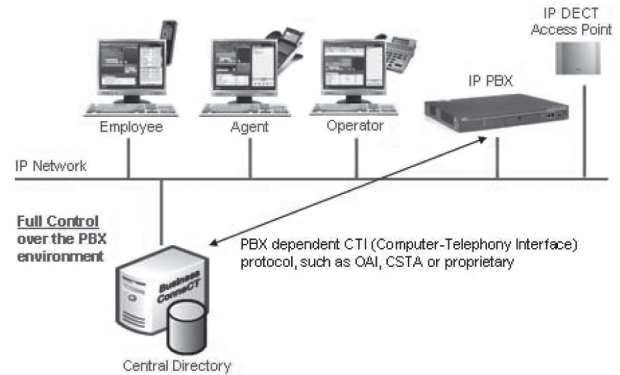 IP DECT
Access Point
IP PBX
Employee
Agent
Operator
IP Network
Full Control
over the PBX
environment
PBX dependent CTI (Computer-Telephony Interface)
protocol, such as OAI, CSTA or proprietary
Business
ConneCT
Central Directory